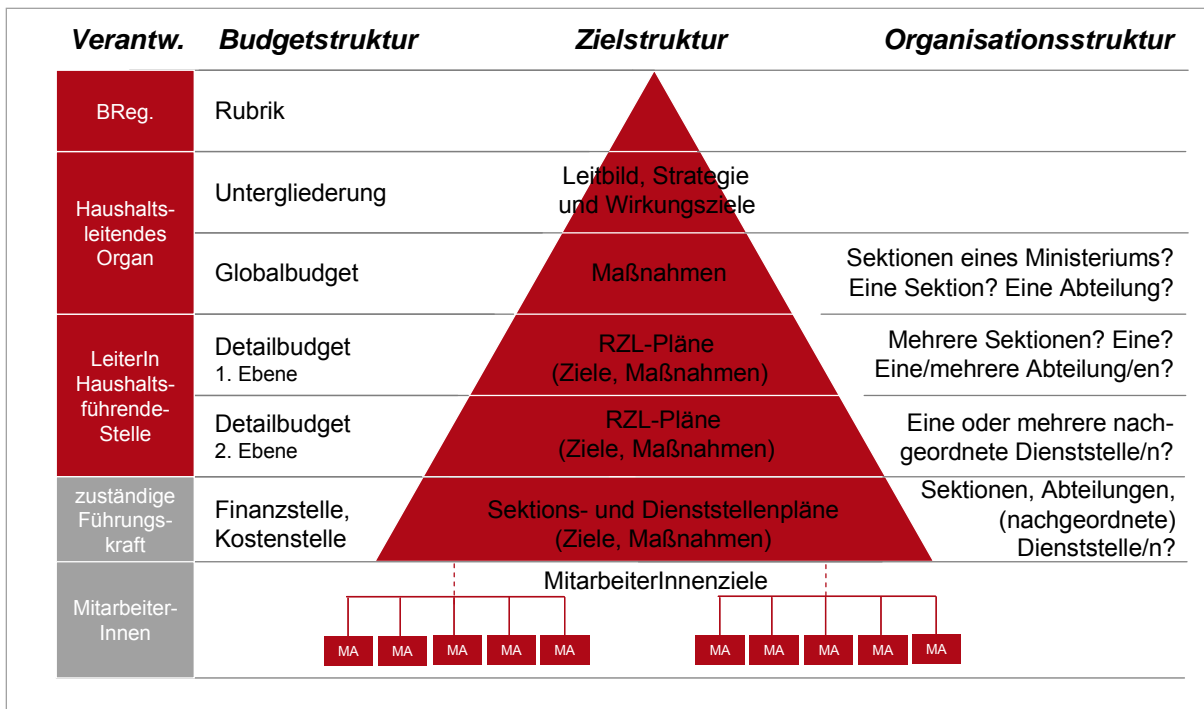 Verantw. Budgetstruktur Zielstruktur Organisationsstruktur
BReg.
Rubrik
Haushalts-
leitendes
Organ
Untergliederung
Leitbild, Strategie
und Wirkungsziele
Globalbudget
Maßnahmen
Sektionen eines Ministeriums?
Eine Sektion? Eine Abteilung?
LeiterIn
Haushalts-
führende-
Stelle
Detailbudget
1. Ebene
RZL-Pläne
(Ziele, Maßnahmen)
Mehrere Sektionen? Eine?
Eine/mehrere Abteilung/en?
Detailbudget
2. Ebene
RZL-Pläne
(Ziele, Maßnahmen)
Eine oder mehrere nach-
geordnete Dienststelle/n?
zuständige
Führungs-
kraft
Finanzstelle,
Kostenstelle
Sektions- und Dienststellenpläne
(Ziele, Maßnahmen)
Sektionen, Abteilungen,
(nachgeordnete)
Dienststelle/n?
Mitarbeiter-
Innen
MitarbeiterInnenziele
MA MA MA MA MA MA MA MA MA MA